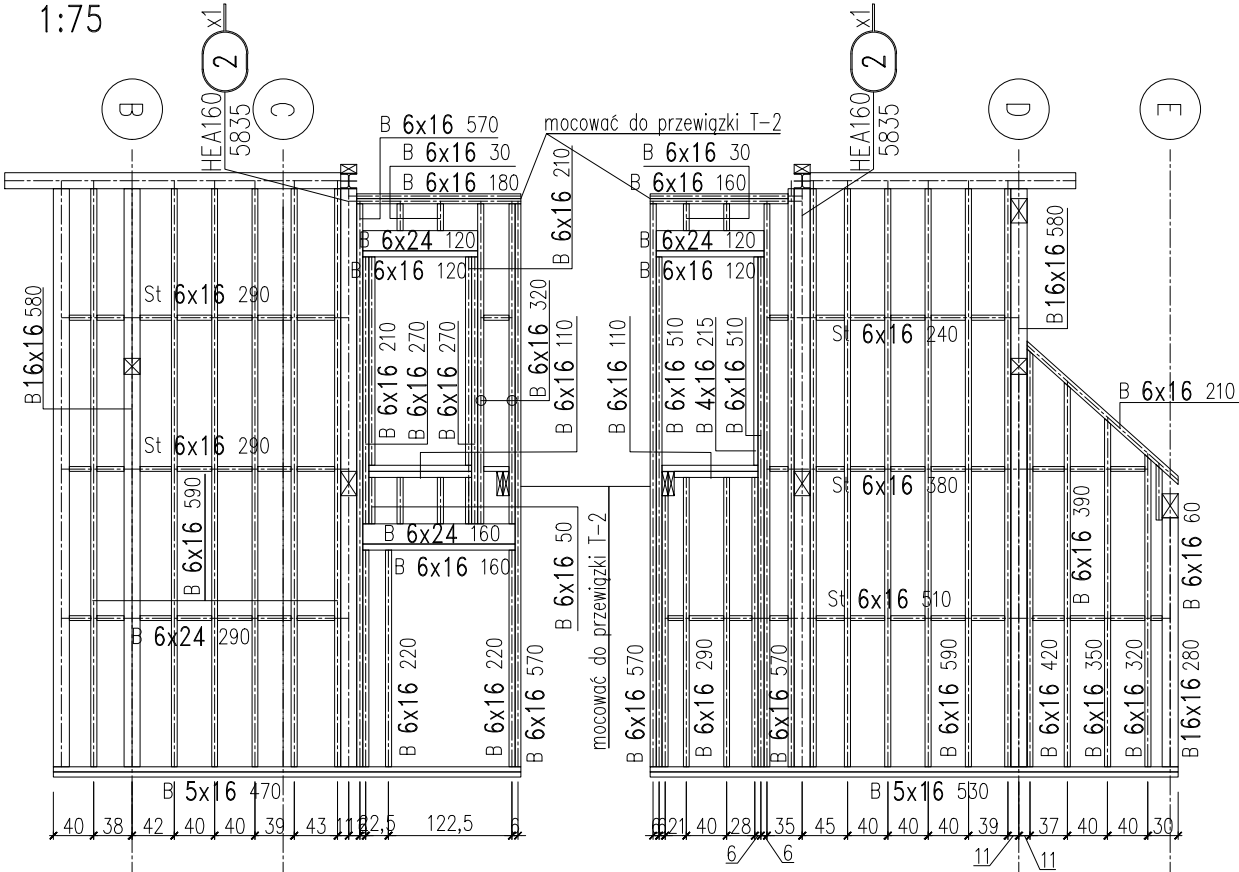 1:75
x1
2
HEA160
5835
B
C
B 6x16 570
B 6x16 30
B 6x16 180
mocować do przewiązki T-2
B 6x16 210
x1
2
HEA160
5835
D
E
B 6x16 30
B 6x16 160
B 6x24 120
B 6x16 120
B 6x24 120
B 6x16 120
St 6x16 290
B 16x16 580
B 16x16 580
St 6x16 240
B 6x16 320
B 6x16 110
B 6x16 110
B 6x16 210
B 6x16 270
B 6x16 270
B 6x16 510
B 4x16 215
B 6x16 510
B 6x16 210
St 6x16 290
St 6x16 380
B 6x16 590
B 6x24 160
B 6x16 160
B 6x16 50
mocować do przewiązki T-2
B 6x16 390
B 6x16 60
St 6x16 510
B 6x24 290
B 6x16 220
B 6x16 220
B 6x16 570
B 6x16 570
B 6x16 290
B 6x16 570
B 6x16 590
B 6x16 420
B 6x16 350
B 6x16 320
B 16x16 280
B 5x16 470
B 5x16 530
40 38 42 40 40 39 43 11 22,5 122,5 6
21 40 28 35 45 40 40 40 39 37 40 40 30
6 6 11 11